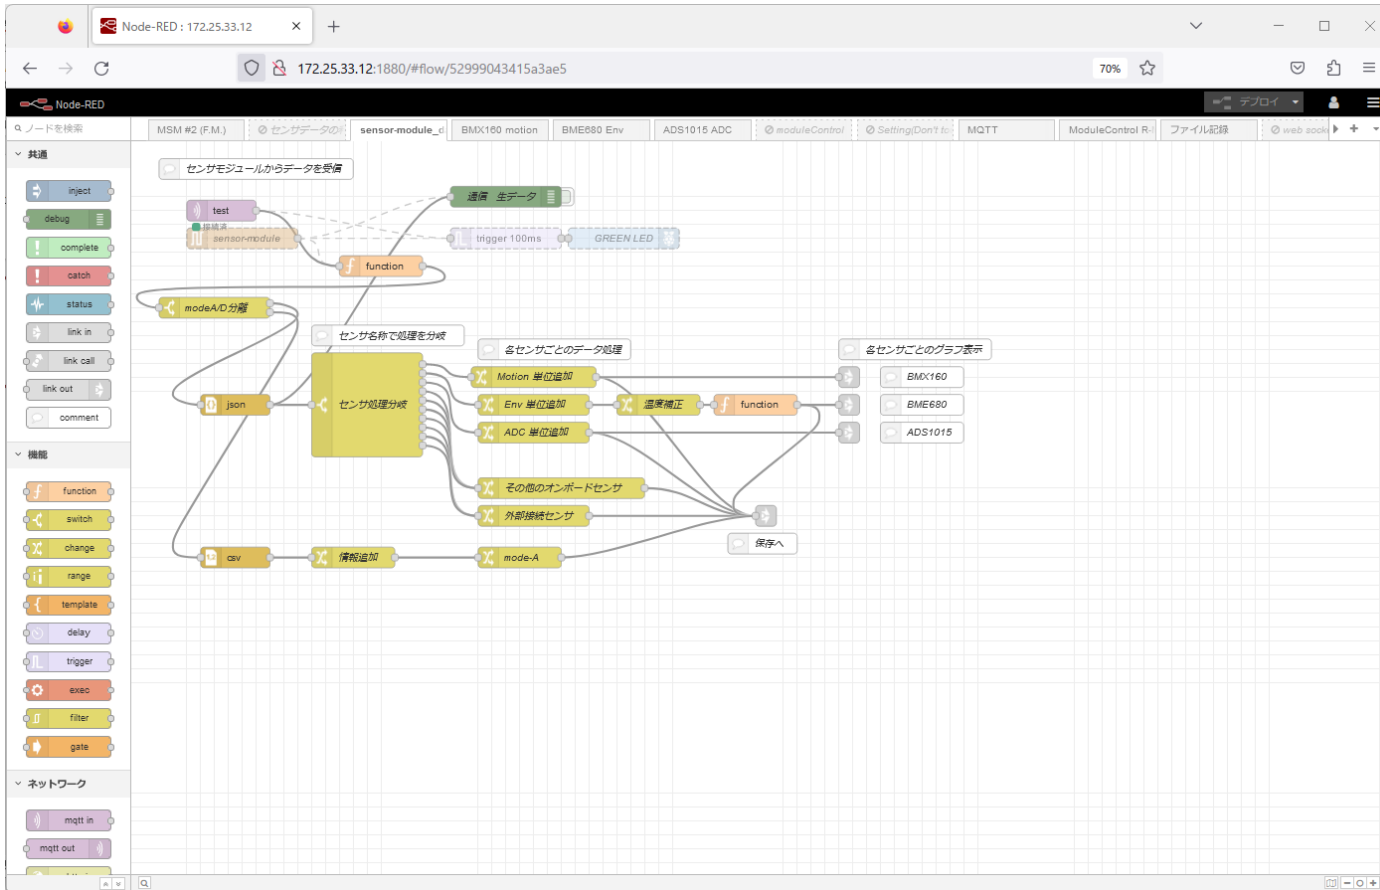 Node-RED : 172.25.33.12
172.25.33.12:1880/#flow/52999043415a3ae5
70%
Node-RED
デプロイ
ノードを検索
MSM #2 (F.M.)
センサデータの
sensor-module_d
BMX160 motion
BME680 Env
ADS1015 ADC
moduleControl
Setting(Don't to
MQTT
ModuleControl R-
ファイル記録
web sock
共通
inject
debug
complete
catch
status
link in
link call
link out
comment
機能
function
switch
change
range
template
delay
trigger
exec
filter
gate
ネットワーク
mqtt in
mqtt out
センサモジュールからデータを受信
test
接続済
sensor-module
通信 生データ
trigger 100ms
GREEN LED
function
modeA/D分離
センサ名称で処理を分岐
各センサごとのデータ処理
各センサごとのグラフ表示
json
センサ処理分岐
Motion 単位追加
BMX160
Env 単位追加
温度補正
function
BME680
ADC 単位追加
ADS1015
その他のオンボードセンサ
外部接続センサ
保存へ
csv
情報追加
mode-A